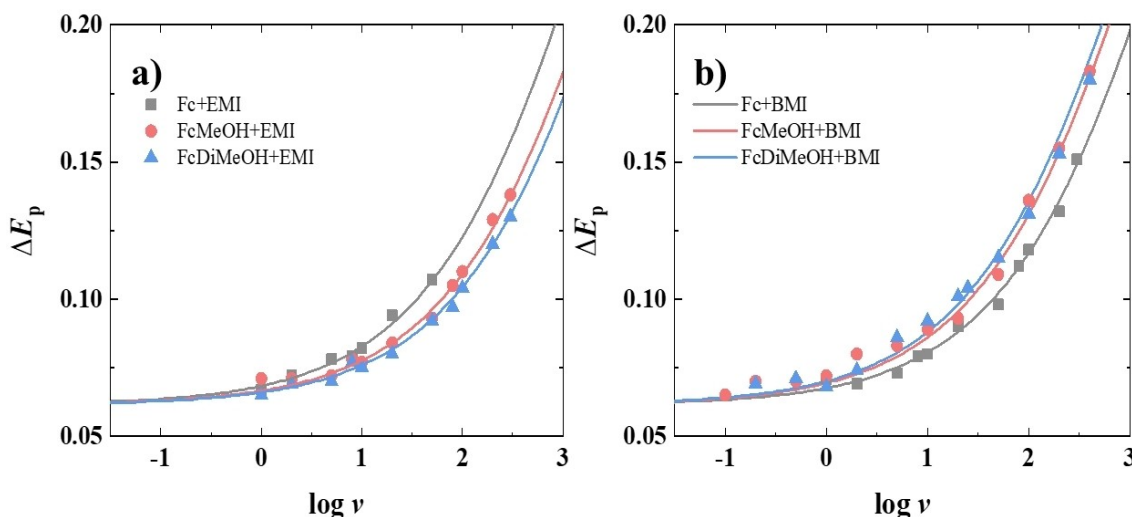 a)
Fc+EMI
FcMeOH+EMI
FcDiMeOH+EMI
ΔEp
0.20
0.15
0.10
0.05
-1 0 1 2 3
log v
b)
Fc+BMI
FcMeOH+BMI
FcDiMeOH+BMI
ΔEp
0.20
0.15
0.10
0.05
-1 0 1 2 3
log v